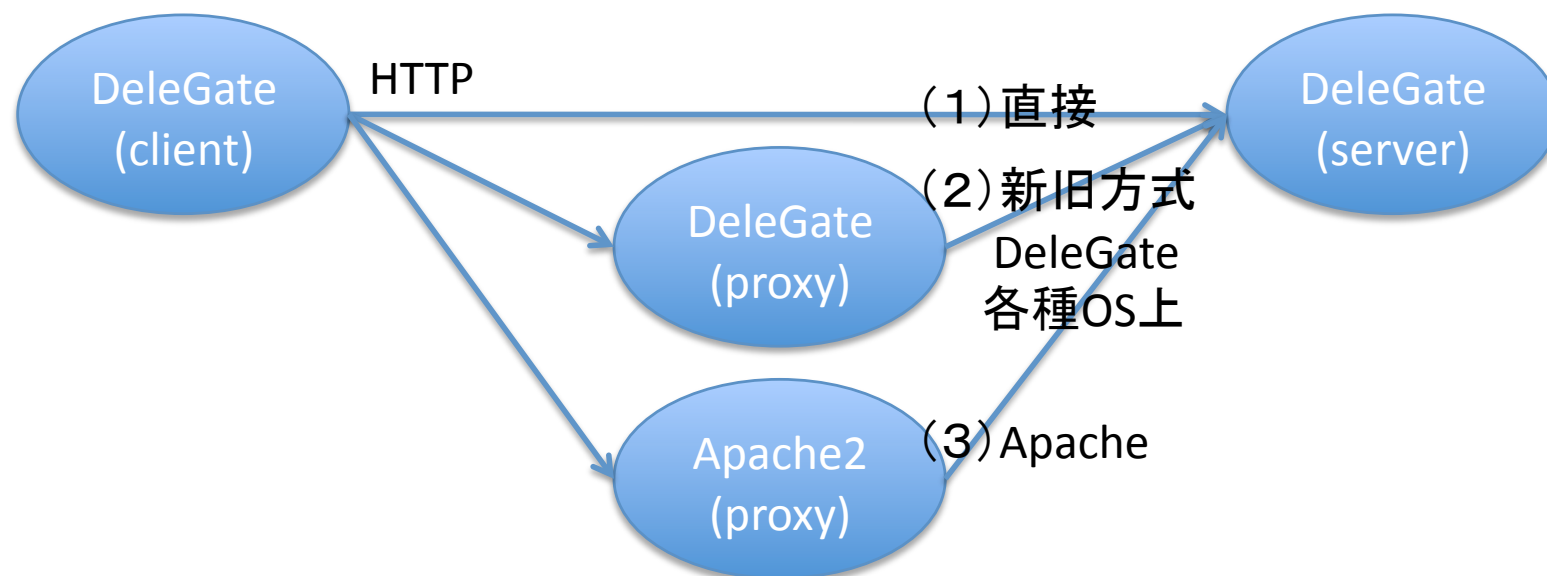 DeleGate
(client)
HTTP
（1）直接
DeleGate
(server)
DeleGate
(proxy)
（2）新旧方式
DeleGate
各種OS上
Apache2
(proxy)
（3）Apache